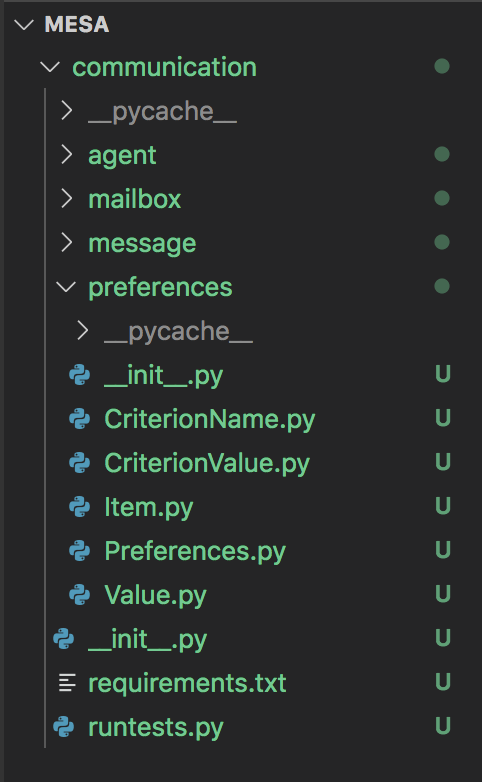 MESA
communication
__pycache__
agent
mailbox
message
preferences
__pycache__
__init__.py U
CriterionName.py U
CriterionValue.py U
Item.py U
Preferences.py U
Value.py U
__init__.py U
requirements.txt U
runtests.py U